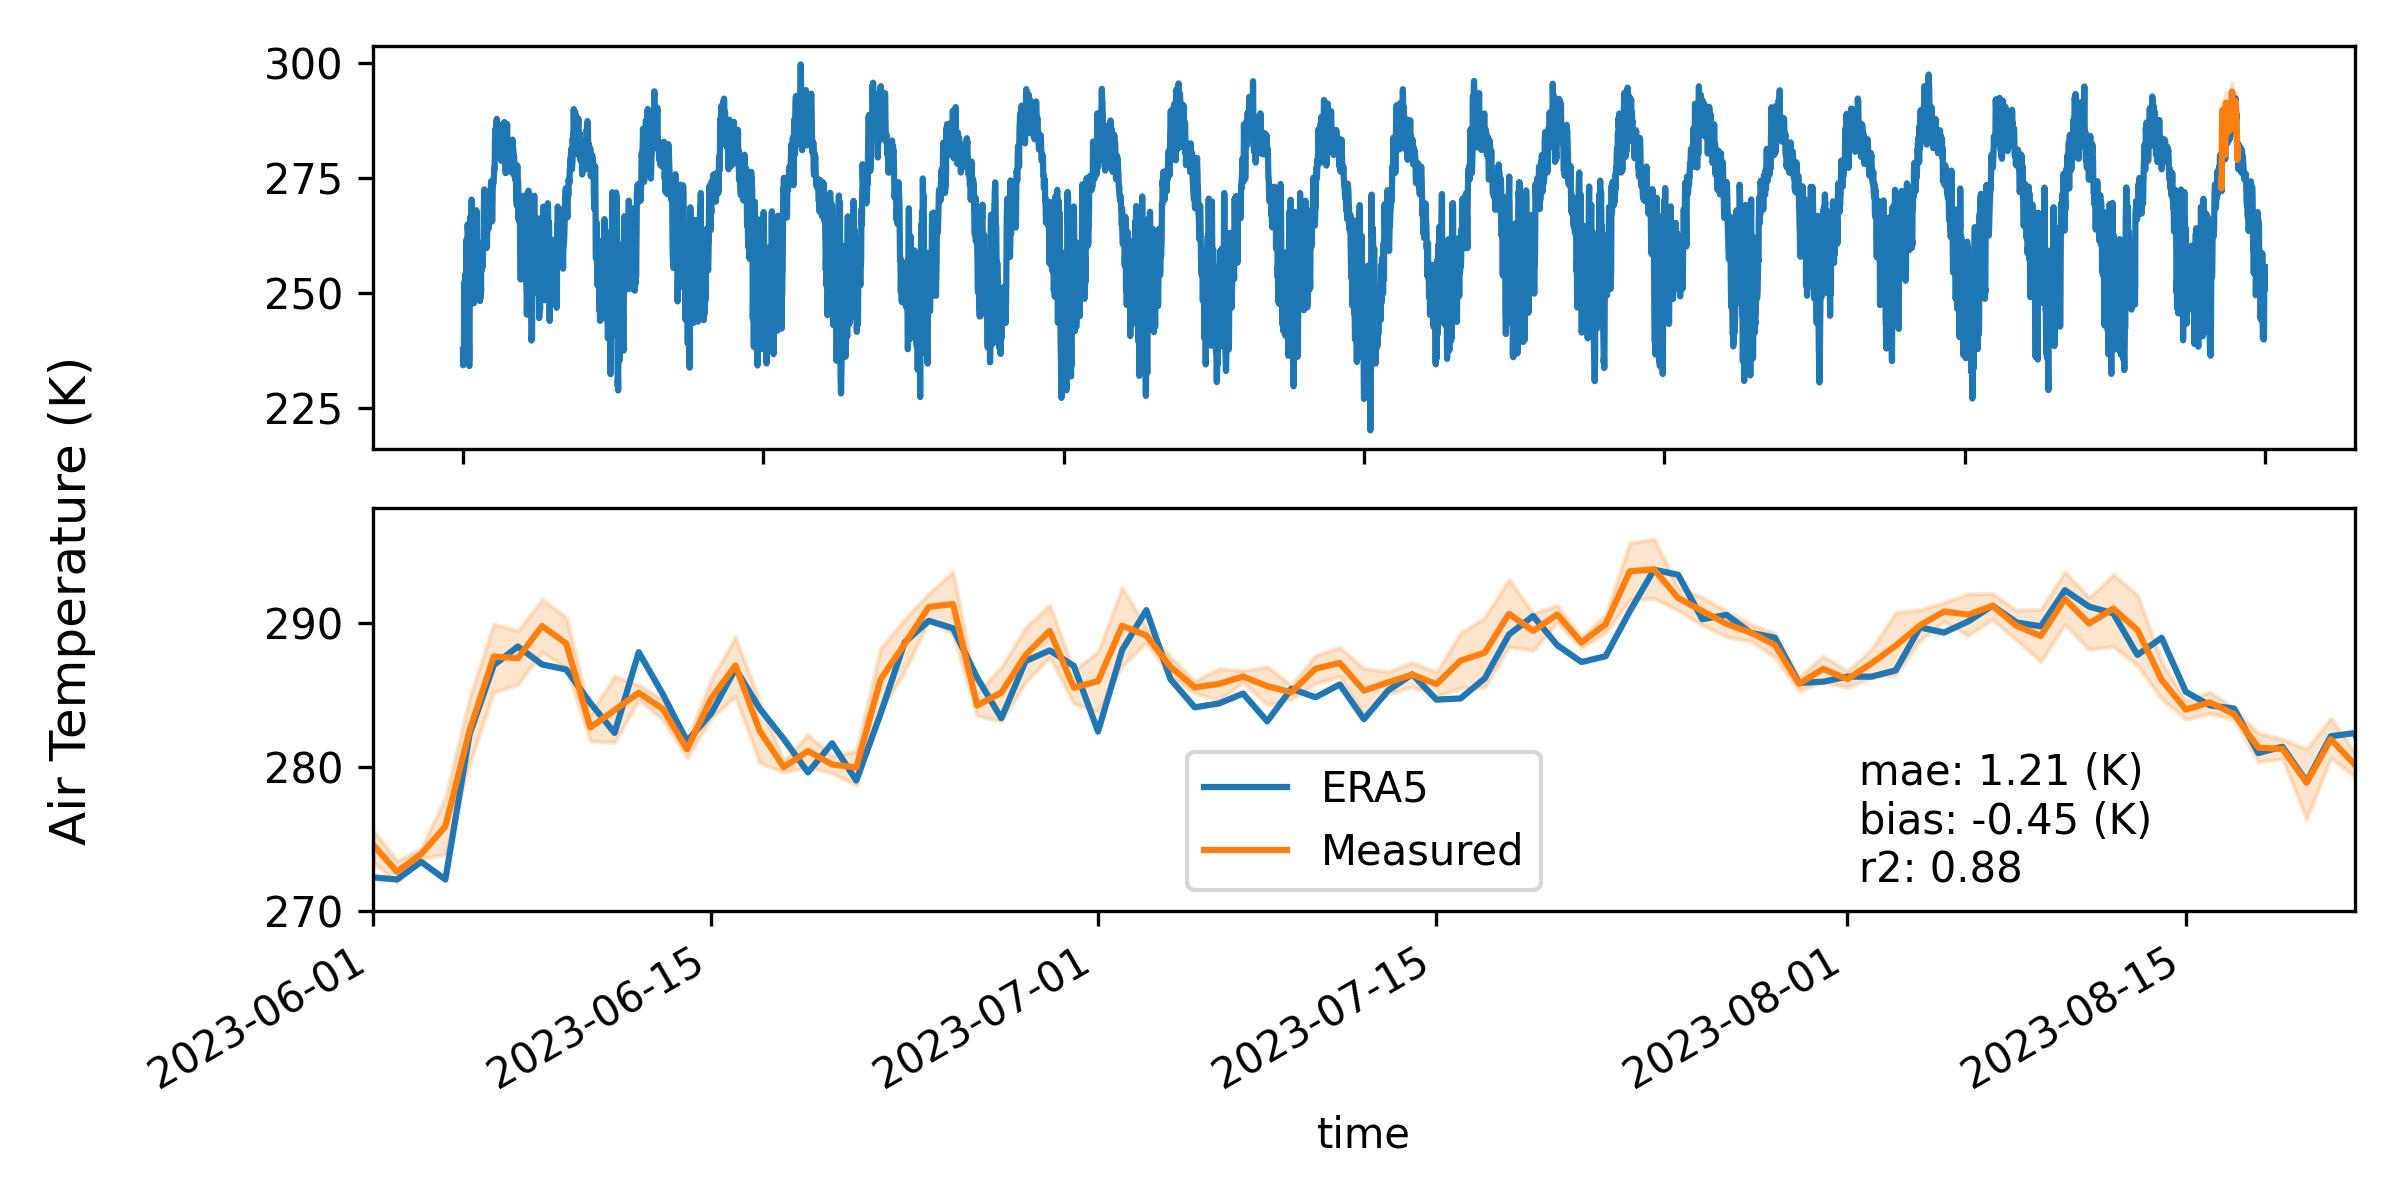 300
275
250
225
Air Temperature (K)
290
280
270
ERA5
Measured
mae: 1.21 (K)
bias: -0.45 (K)
r2: 0.88
2023-06-01
2023-06-15
2023-07-01
2023-07-15
2023-08-01
2023-08-15
time